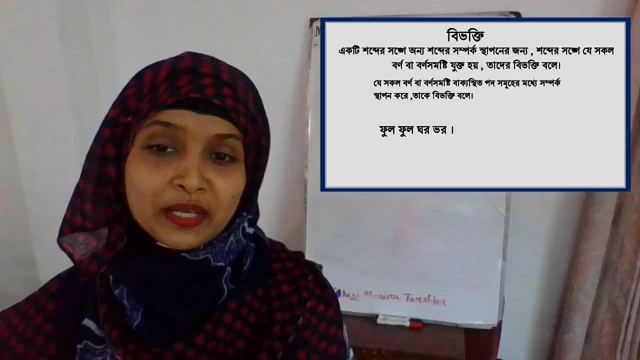 বিভক্তি
একটি শব্দের সঙ্গে অন্য শব্দের সম্পর্ক স্থাপনের জন্য , শব্দের সঙ্গে যে সকল
বর্ণ বা বর্ণসমষ্টি যুক্ত হয় , তাদের বিভক্তি বলে।
যে সকল বর্ণ বা বর্ণসমষ্টি বাক্যস্থিত পদ সমূহের মধ্যে সম্পর্ক
স্থাপন করে ,তাকে বিভক্তি বলে।
ফুল ফুল ঘর ভর ।